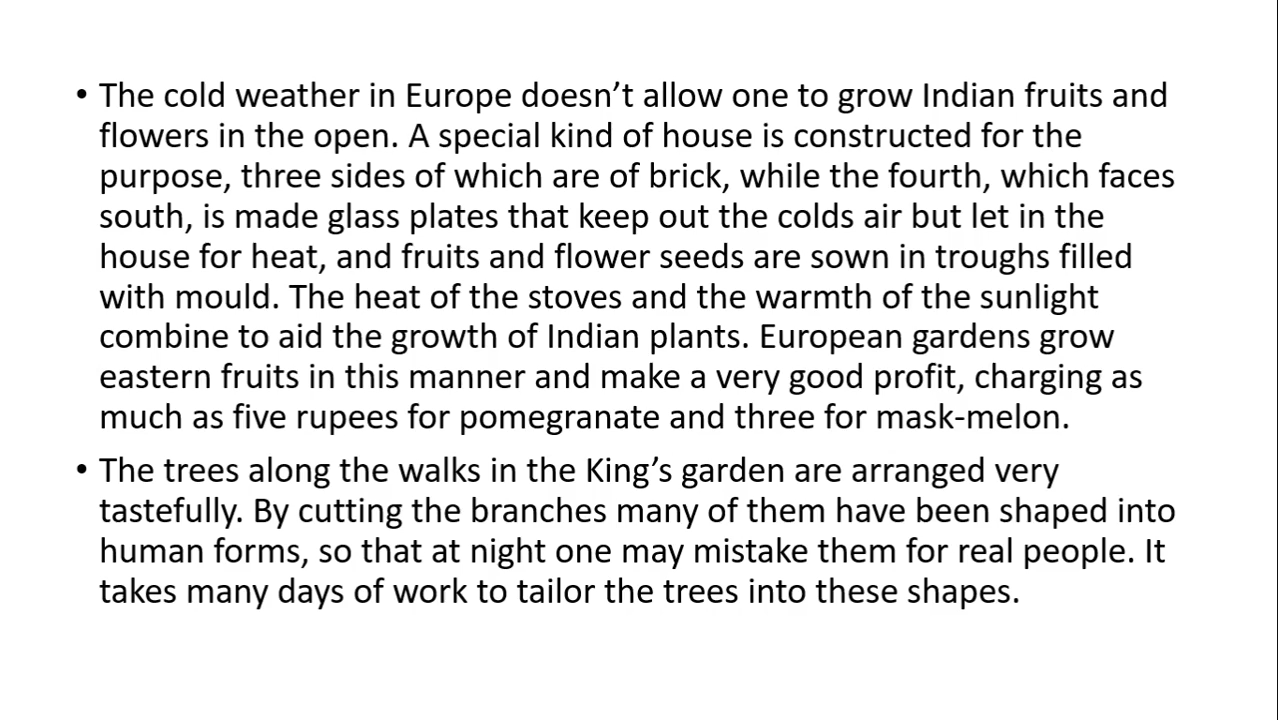 • The cold weather in Europe doesn’t allow one to grow Indian fruits and
flowers in the open. A special kind of house is constructed for the
purpose, three sides of which are of brick, while the fourth, which faces
south, is made glass plates that keep out the colds air but let in the
house for heat, and fruits and flower seeds are sown in troughs filled
with mould. The heat of the stoves and the warmth of the sunlight
combine to aid the growth of Indian plants. European gardens grow
eastern fruits in this manner and make a very good profit, charging as
much as five rupees for pomegranate and three for mask-melon.
• The trees along the walks in the King’s garden are arranged very
tastefully. By cutting the branches many of them have been shaped into
human forms, so that at night one may mistake them for real people. It
takes many days of work to tailor the trees into these shapes.